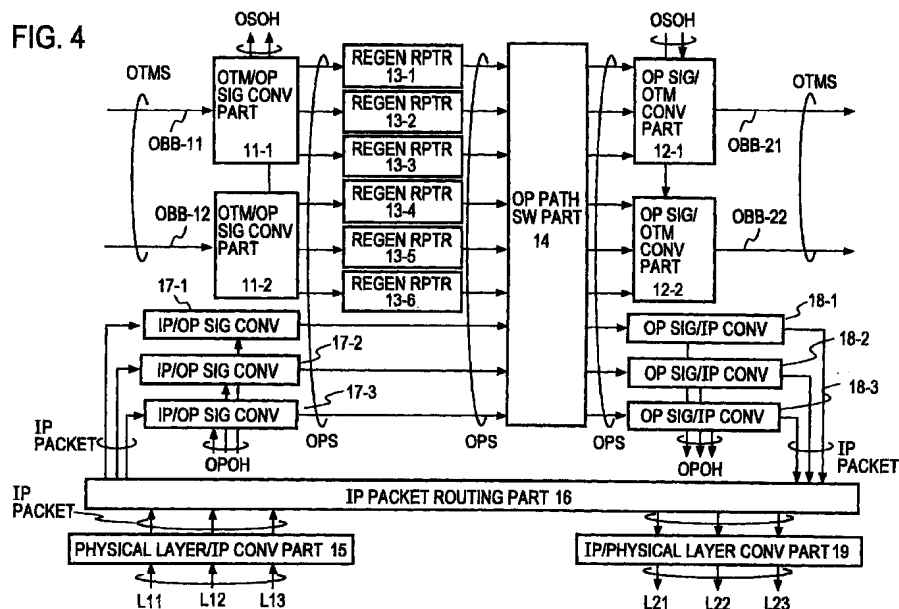 FIG. 4
OTMS
OSOH
OTM/OP
SIG CONV
PART
11-1
OBB-11
OTM/OP
SIG CONV
PART
11-2
OBB-12
REGEN RPTR
13-1
REGEN RPTR
13-2
REGEN RPTR
13-3
REGEN RPTR
13-4
REGEN RPTR
13-5
REGEN RPTR
13-6
OP PATH
SW PART
14
OSOH
OP SIG/
OTM
CONV
PART
12-1
OP SIG/
OTM
CONV
PART
12-2
OTMS
OBB-21
OBB-22
17-1
IP/OP SIG CONV
17-2
IP/OP SIG CONV
17-3
IP/OP SIG CONV
OPS
OPS
OPS
18-1
OP SIG/IP CONV
18-2
OP SIG/IP CONV
18-3
OP SIG/IP CONV
IP
PACKET
OPOH
OPOH
IP
PACKET
IP PACKET ROUTING PART 16
IP
PACKET
PHYSICAL LAYER/IP CONV PART 15
IP/PHYSICAL LAYER CONV PART 19
L11 L12 L13
L21 L22 L23